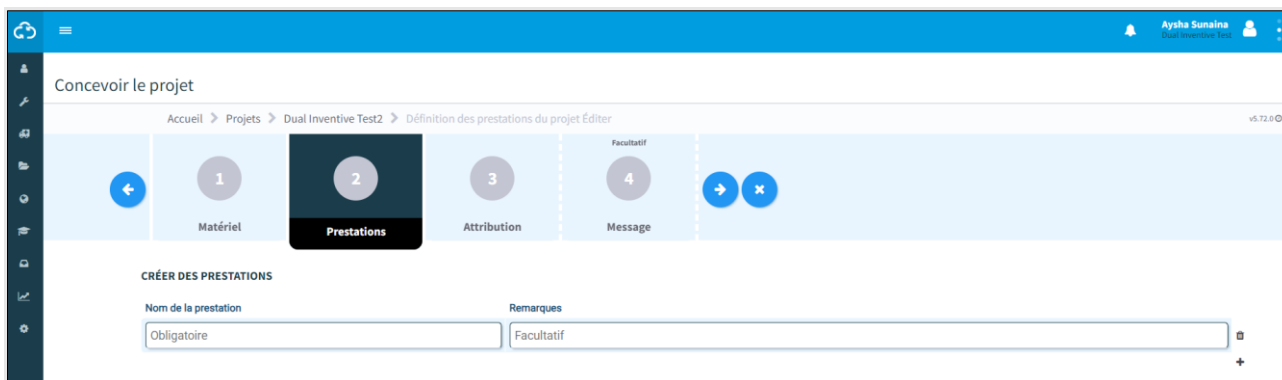 Aysha Sunaina
Dual Inventive Test
Concevoir le projet
Accueil Projets Dual Inventive Test2 Définition des prestations du projet Éditer
v5.72.0
1
Matériel
2
Prestations
3
Attribution
Facultatif
4
Message
CRÉER DES PRESTATIONS
Nom de la prestation Remarques
Obligatoire Facultatif